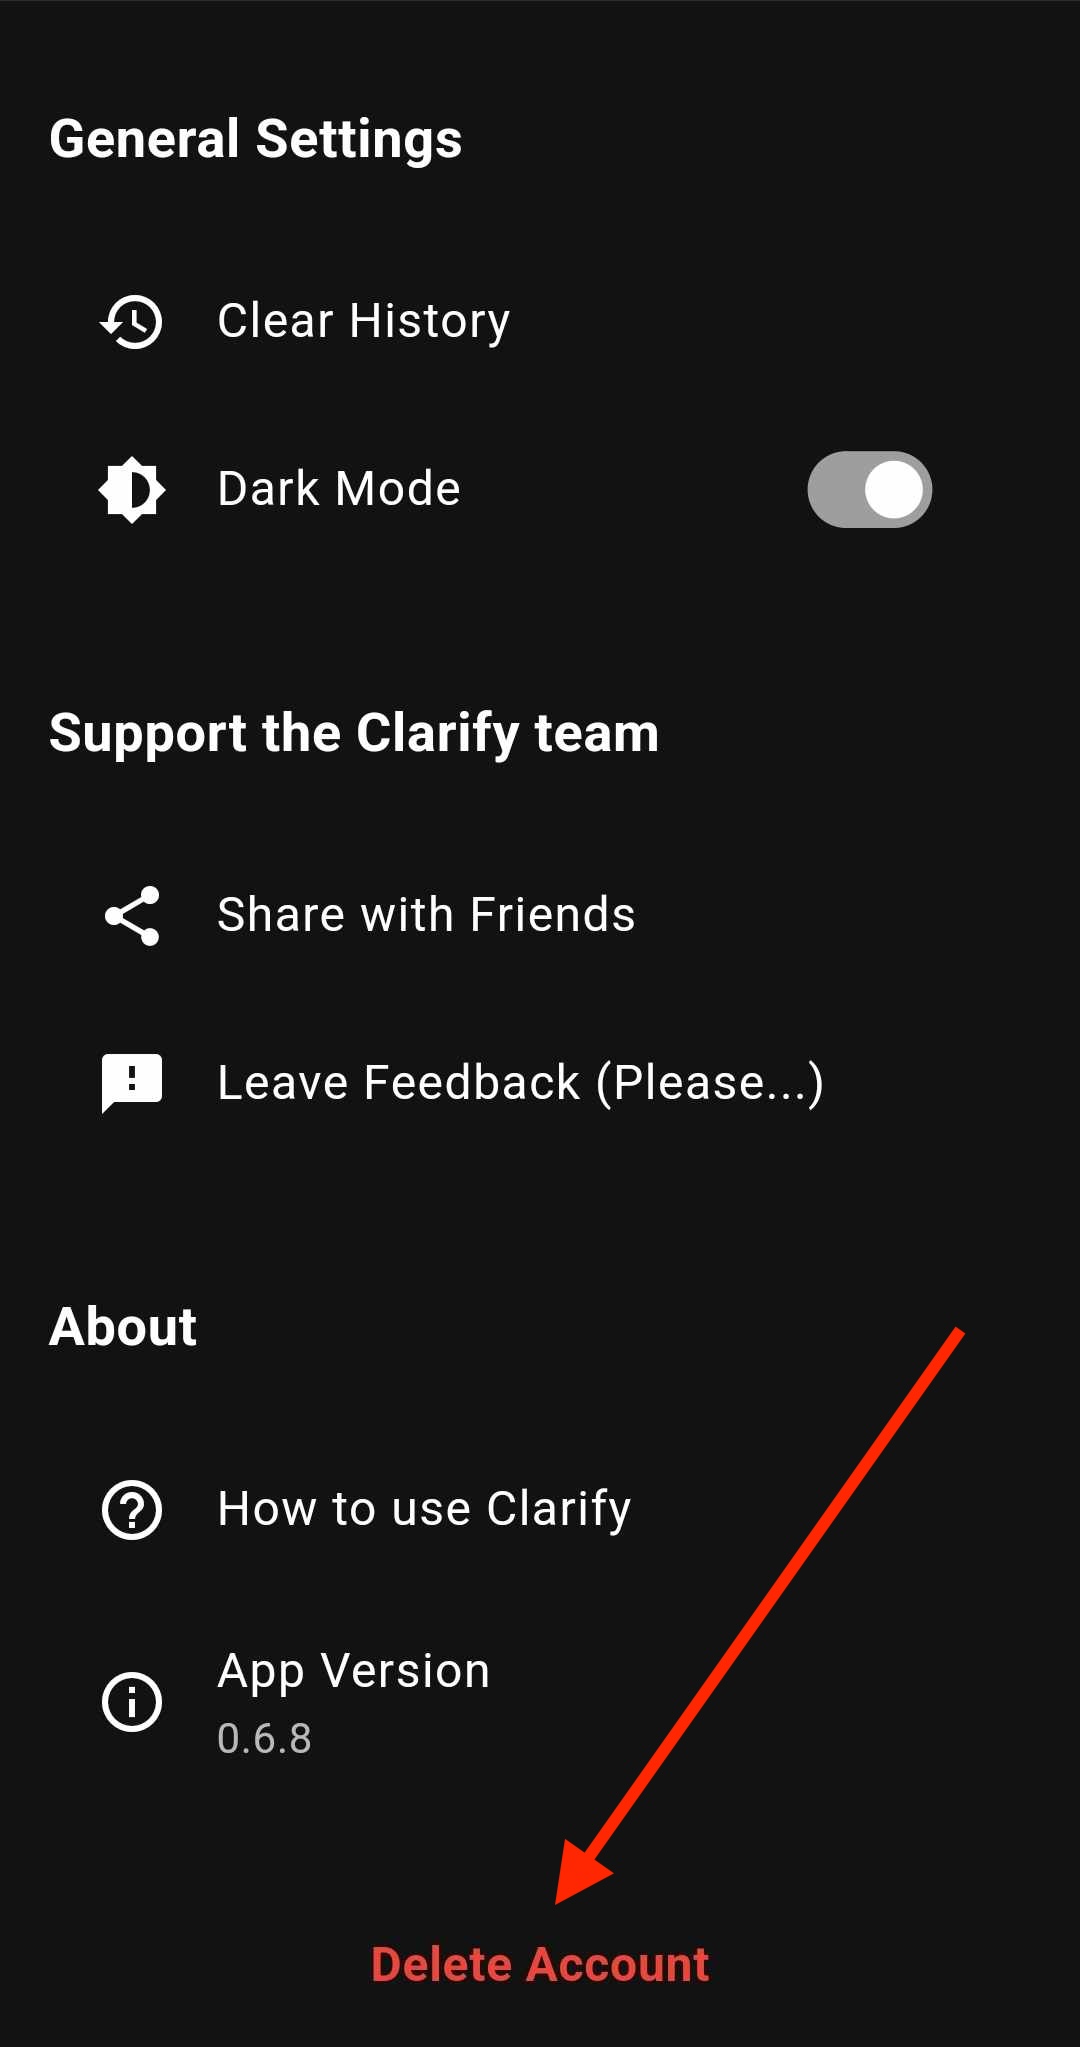 General Settings
Clear History
Dark Mode
Support the Clarify team
Share with Friends
Leave Feedback (Please...)
About
How to use Clarify
App Version
0.6.8
Delete Account